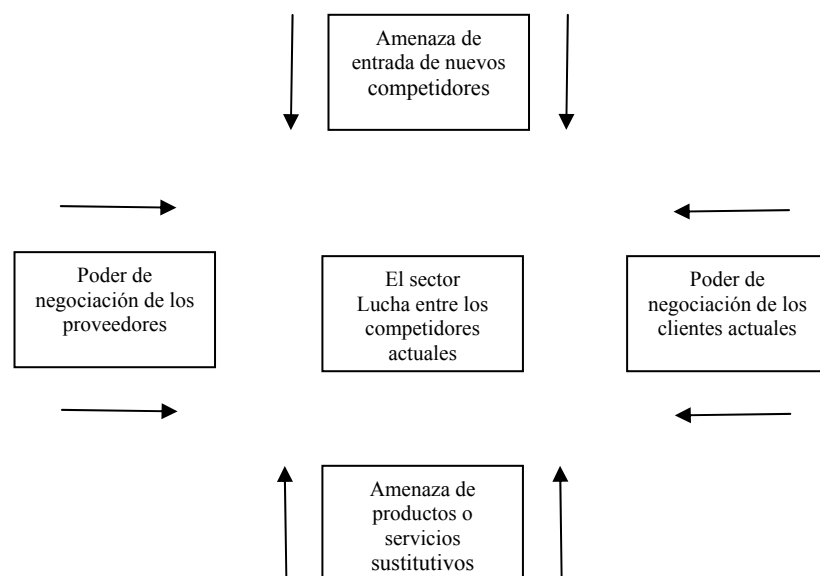 Amenaza de
entrada de nuevos
competidores
Poder de
negociación de los
proveedores
El sector
Lucha entre los
competidores
actuales
Poder de
negociación de los
clientes actuales
Amenaza de
productos o
servicios
sustitutivos